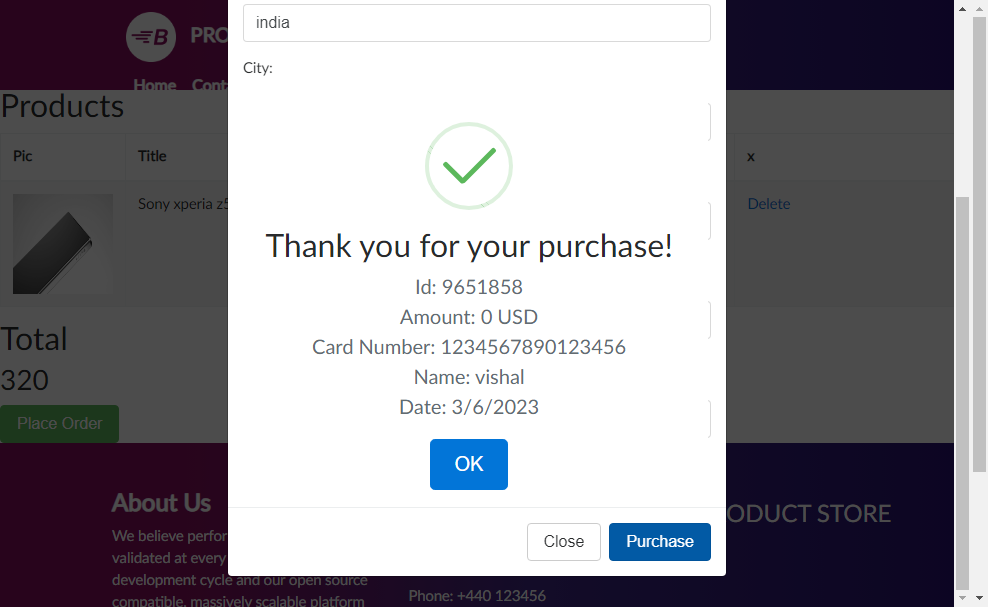 india
B PRO
City:
Home Cont
Products
Pic Title x
Sony xperia z5 Delete
Thank you for your purchase!
Id: 9651858
Amount: 0 USD
Card Number: 1234567890123456
Name: vishal
Date: 3/6/2023
Total
320
Place Order
OK
Close Purchase
About Us
We believe perfor
validated at every
development cycle and our open source
compatible, massively scalable platform
ODUCT STORE
Phone: +440 123456